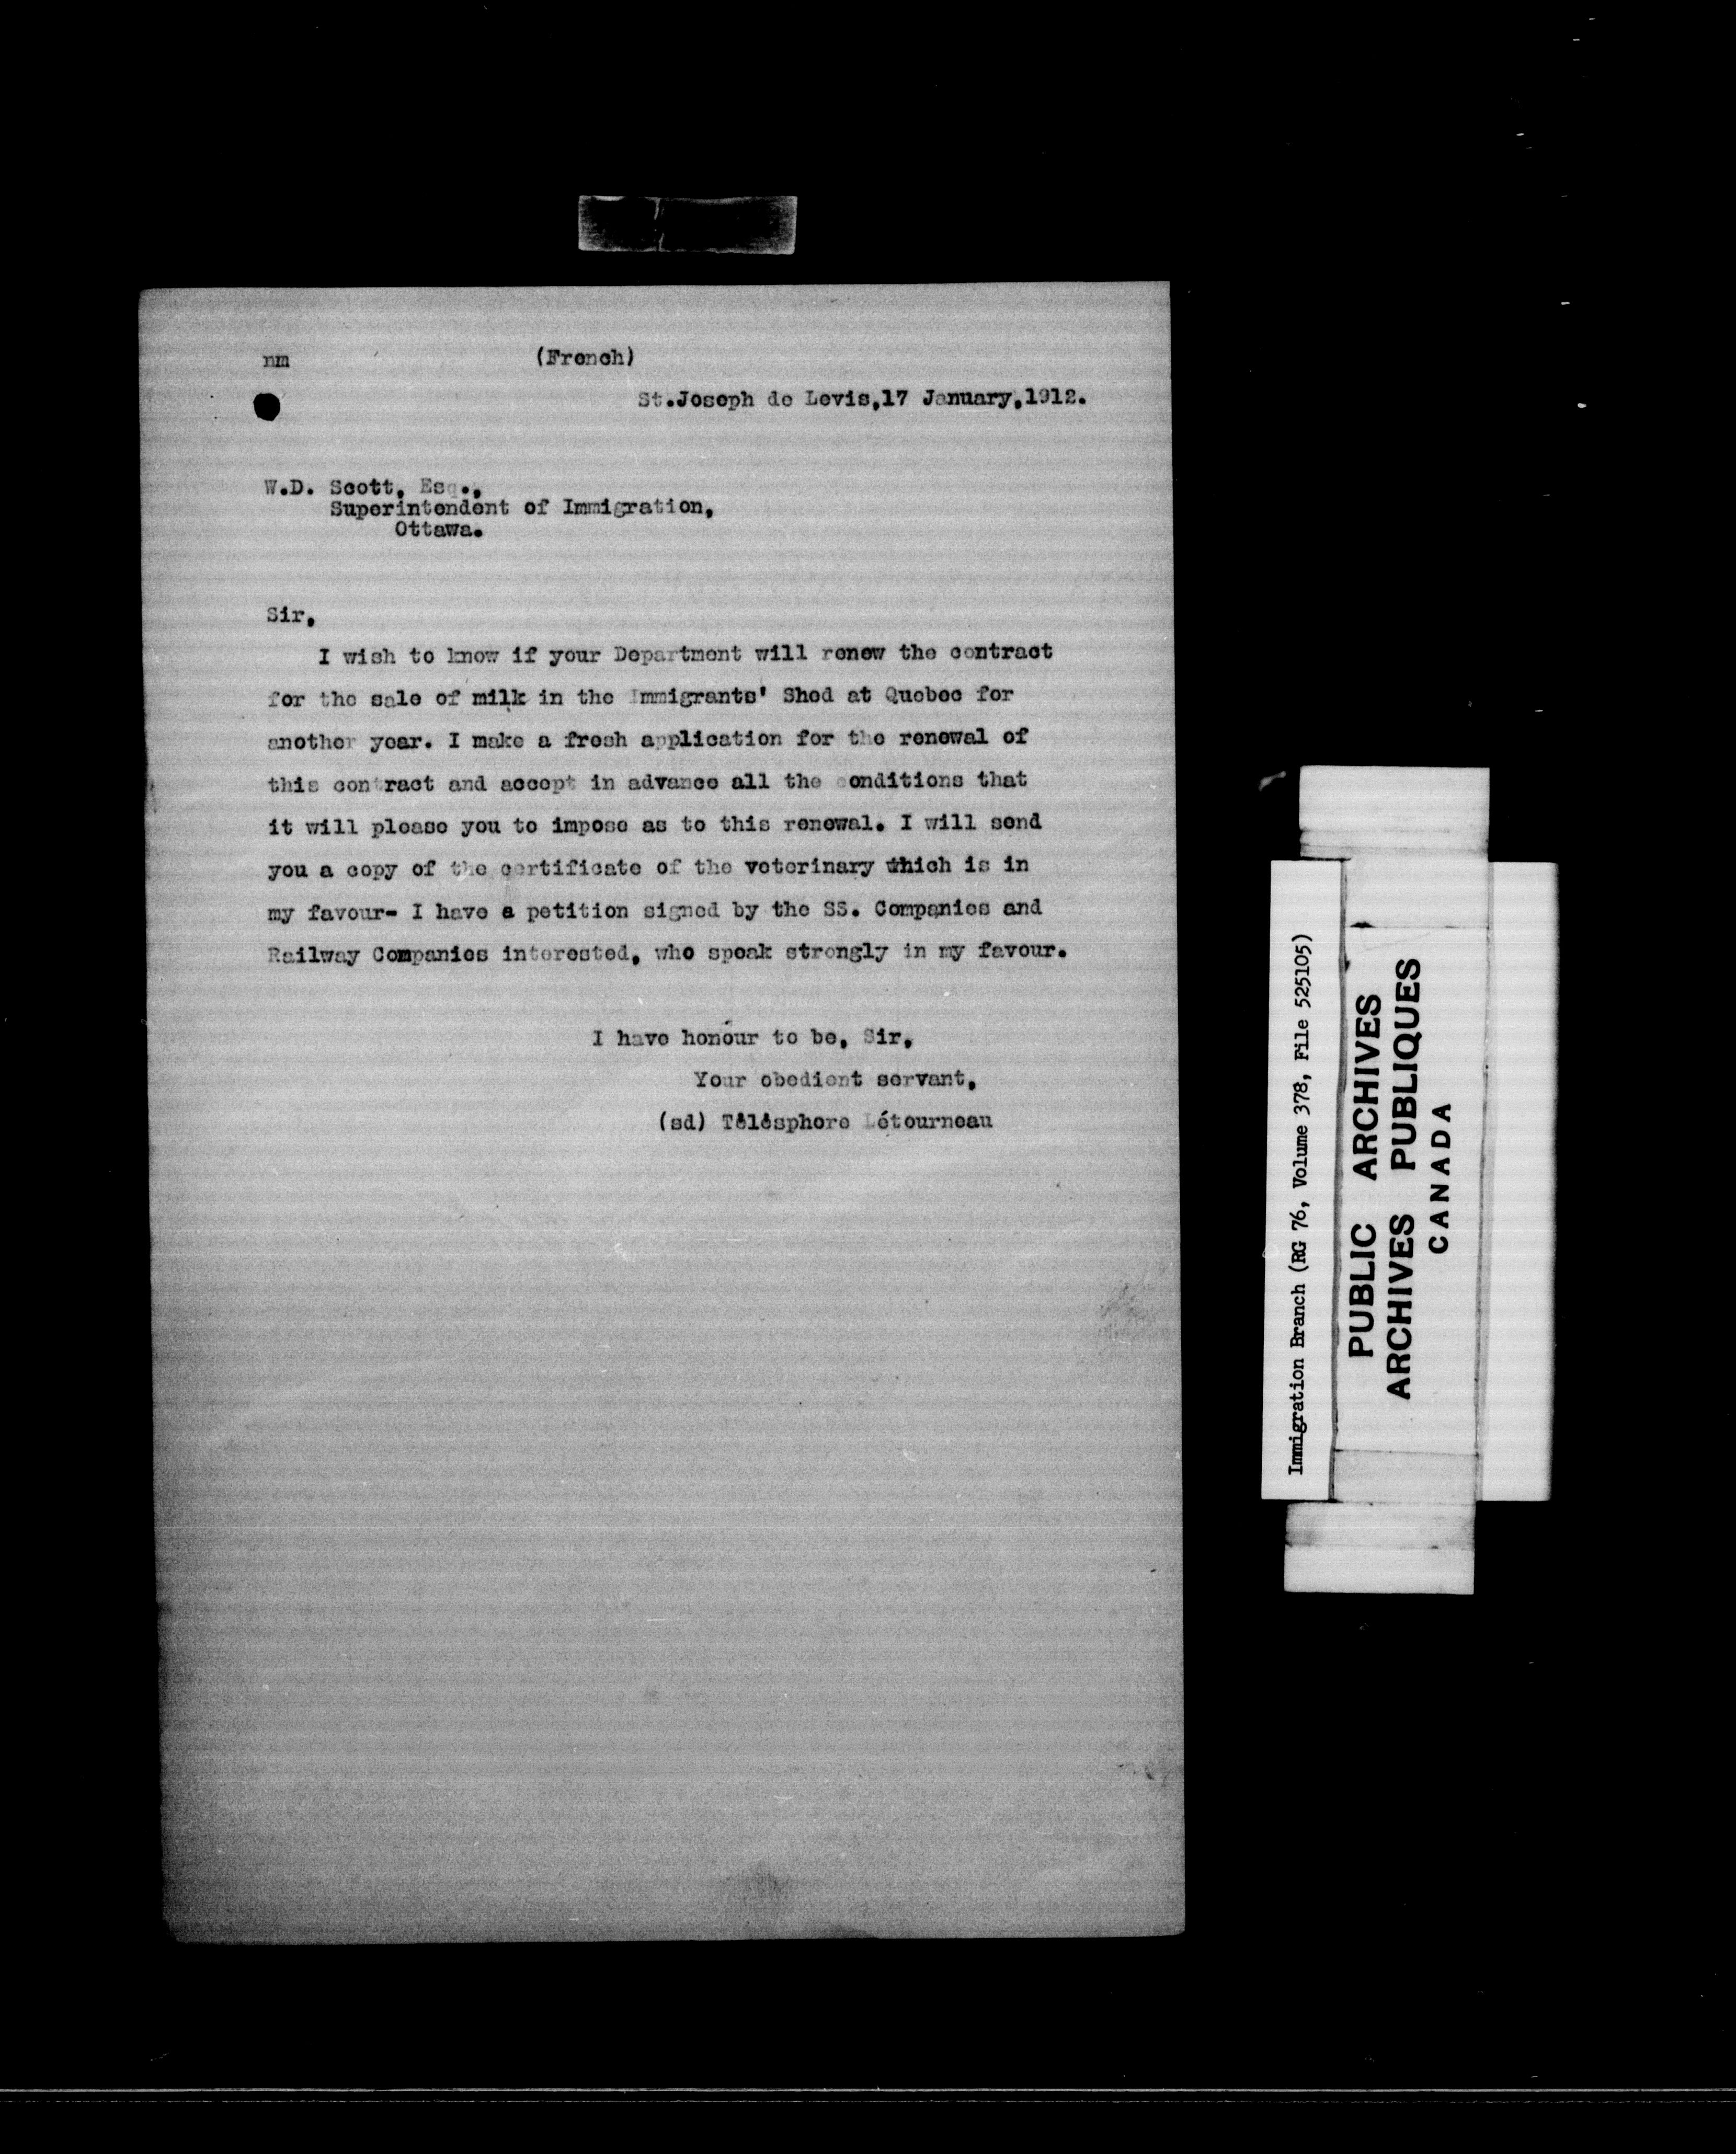 nm (French)
St.Joseph de Levis,17 January,1912.
W.D. Scott, Esq.,
Superintendent of Immigration,
Ottawa.
Sir,
I wish to know if your Department will renew the contract
for the sale of milk in the Immigrants' Shed at Quebec for
another year. I make a fresh application for the renewal of
this contract and accept in advance all the conditions that
it will please you to impose as to this renewal. I will send
you a copy of the certificate of the veterinary which is in
my favour- I have a petition signed by the SS. Companies and
Railway Companies interested, who speak strongly in my favour.
I have honour to be, Sir,
Your obedient servant,
(sd) Télésphore Létourneau
Immigration Branch (RG 76, Volume 378, File 525105)
PUBLIC ARCHIVES
ARCHIVES PUBLIQUES
CANADA